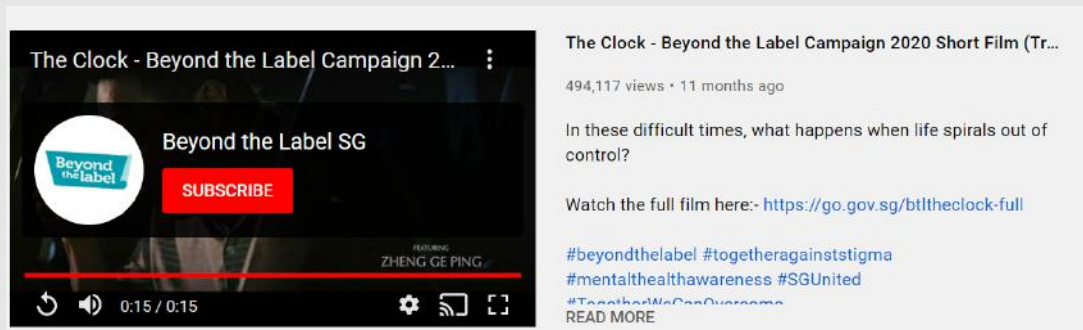 The Clock - Beyond the Label Campaign 2...
Beyond the label
Beyond the Label SG
SUBSCRIBE
FEATURING
ZHENG GE PING
0:15 / 0:15
The Clock - Beyond the Label Campaign 2020 Short Film (Tr...
494,117 views • 11 months ago
In these difficult times, what happens when life spirals out of
control?
Watch the full film here:- https://go.gov.sg/btltheclock-full
#beyondthelabel #togetheragainststigma
#mentalhealthawareness #SGUnited
#TogetherWeCanOvercome
READ MORE